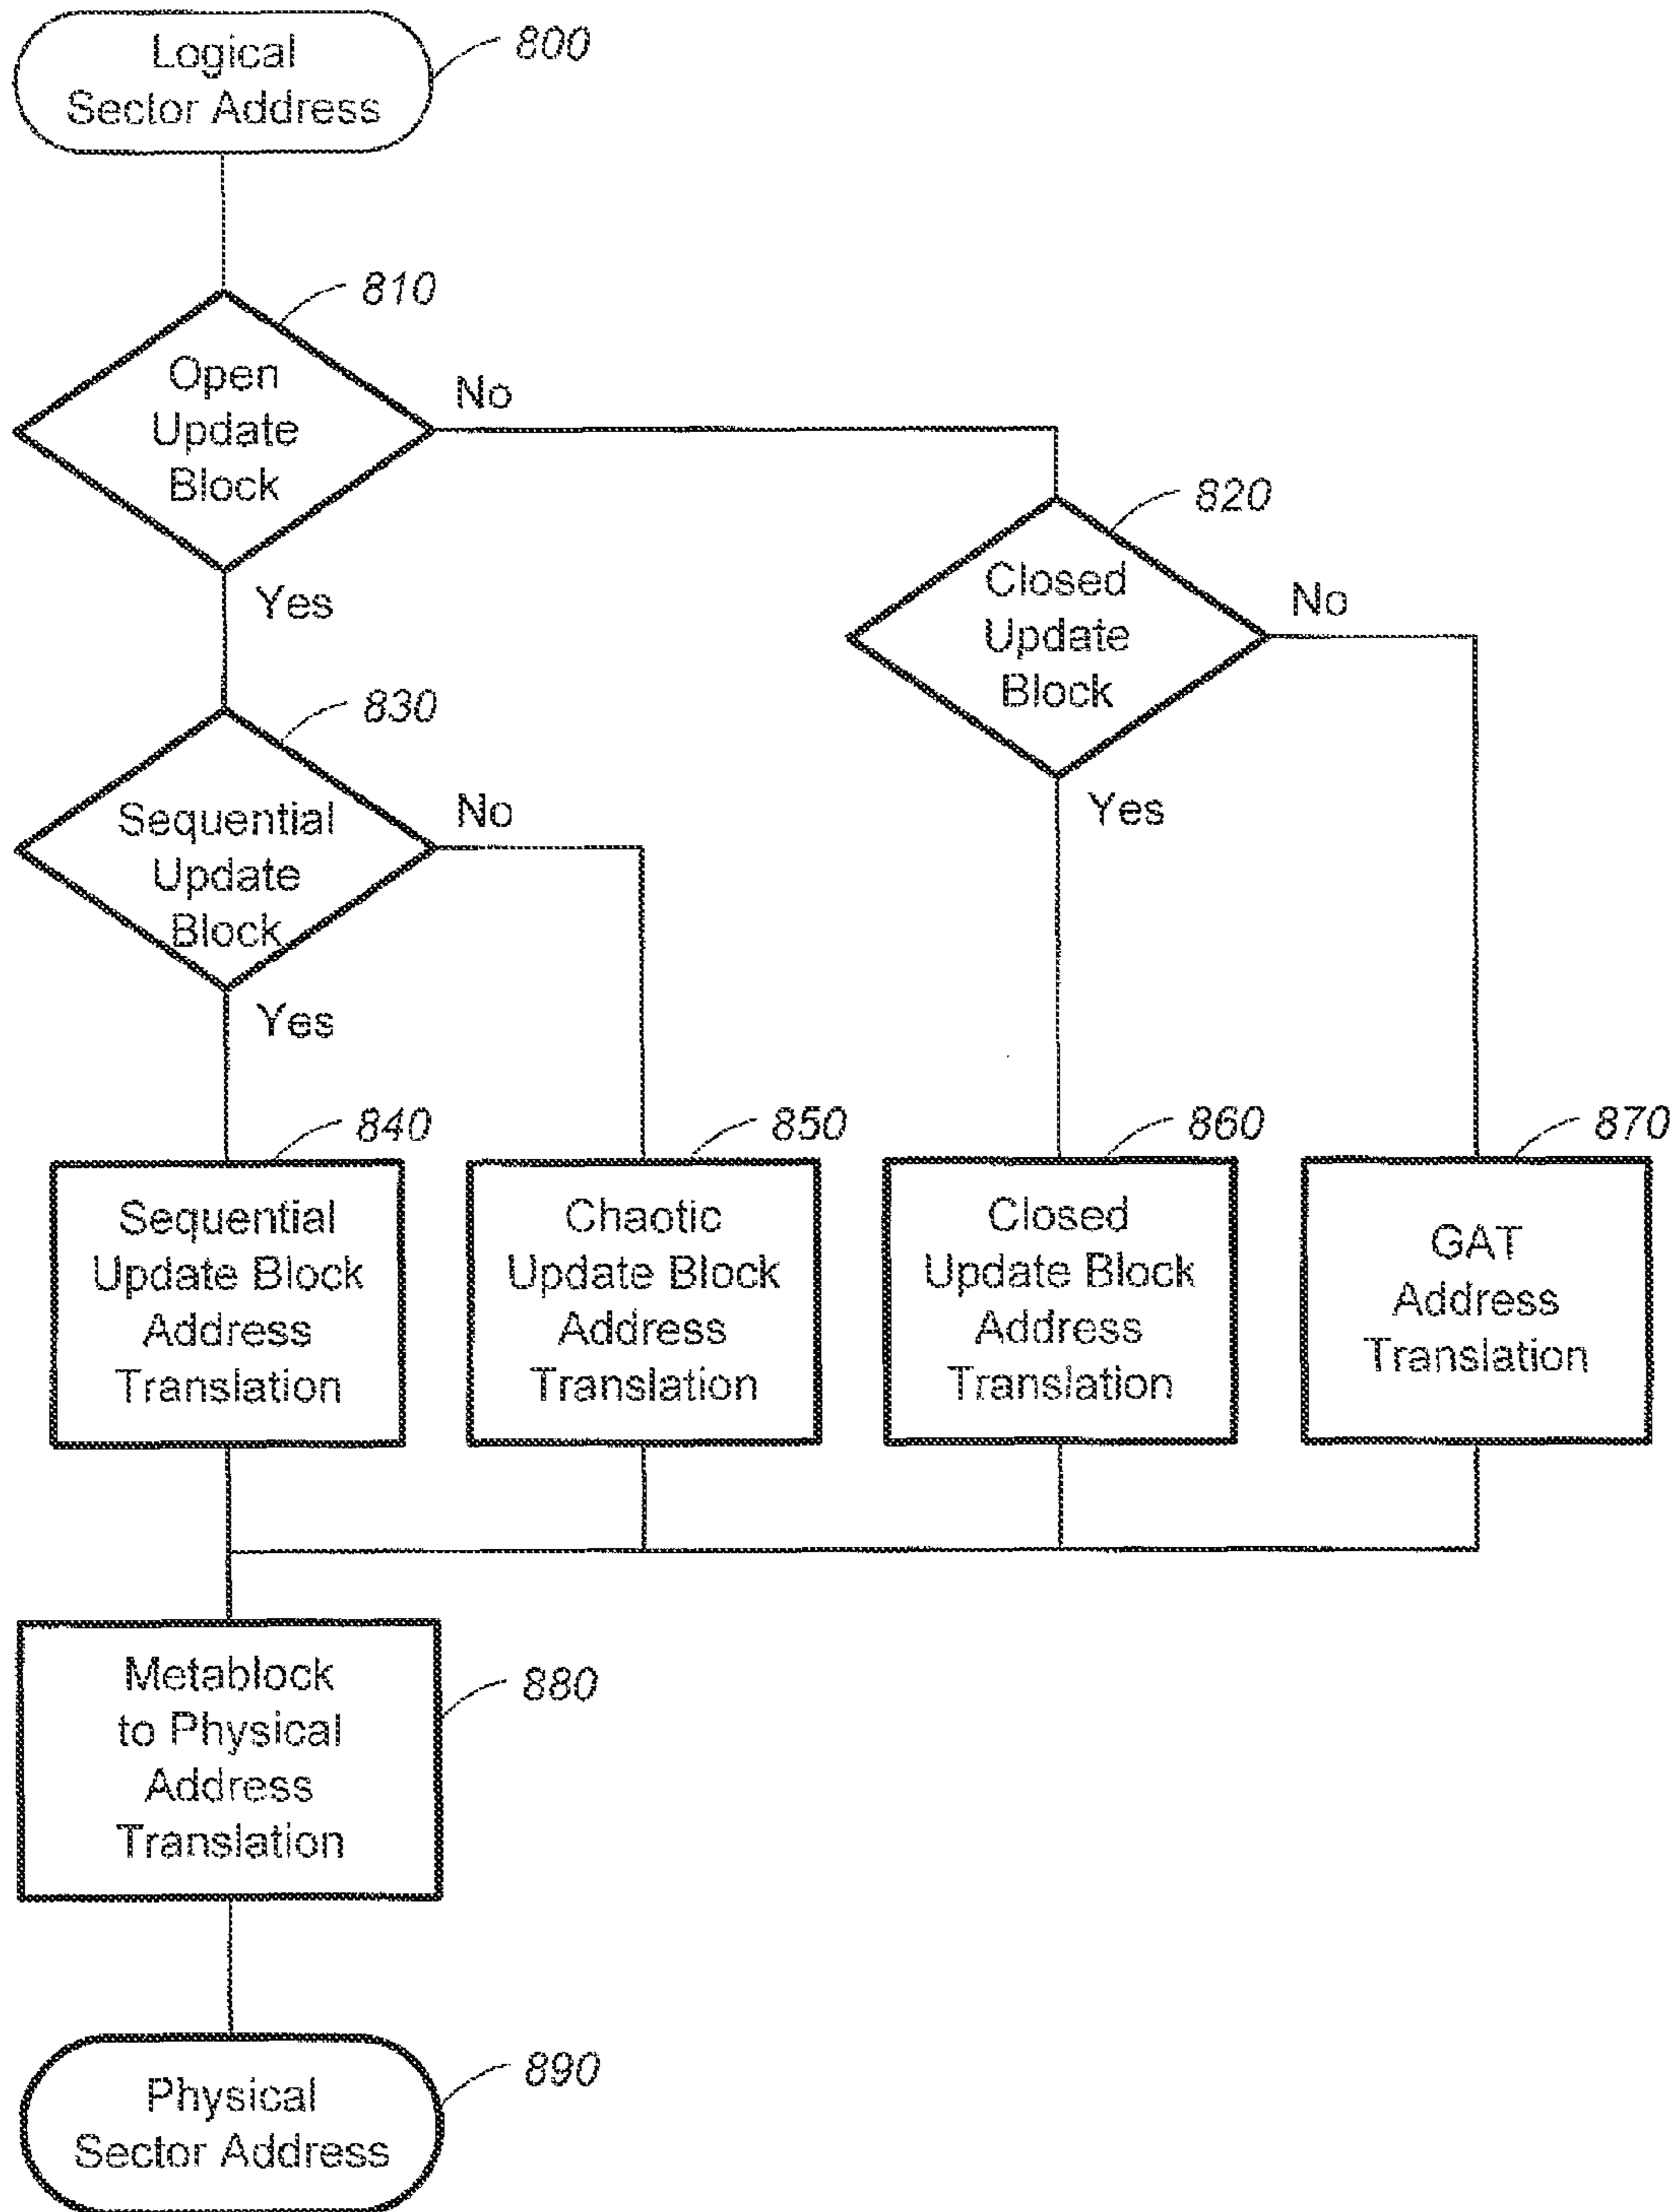 Logical
Sector Address
800
810
Open
Update
Block
No
Yes
820
Closed
Update
Block
No
Yes
830
Sequential
Update
Block
No
Yes
840
Sequential
Update Block
Address
Translation
850
Chaotic
Update Block
Address
Translation
860
Closed
Update Block
Address
Translation
870
GAT
Address
Translation
Metablock
to Physical
Address
Translation
880
Physical
Sector Address
890